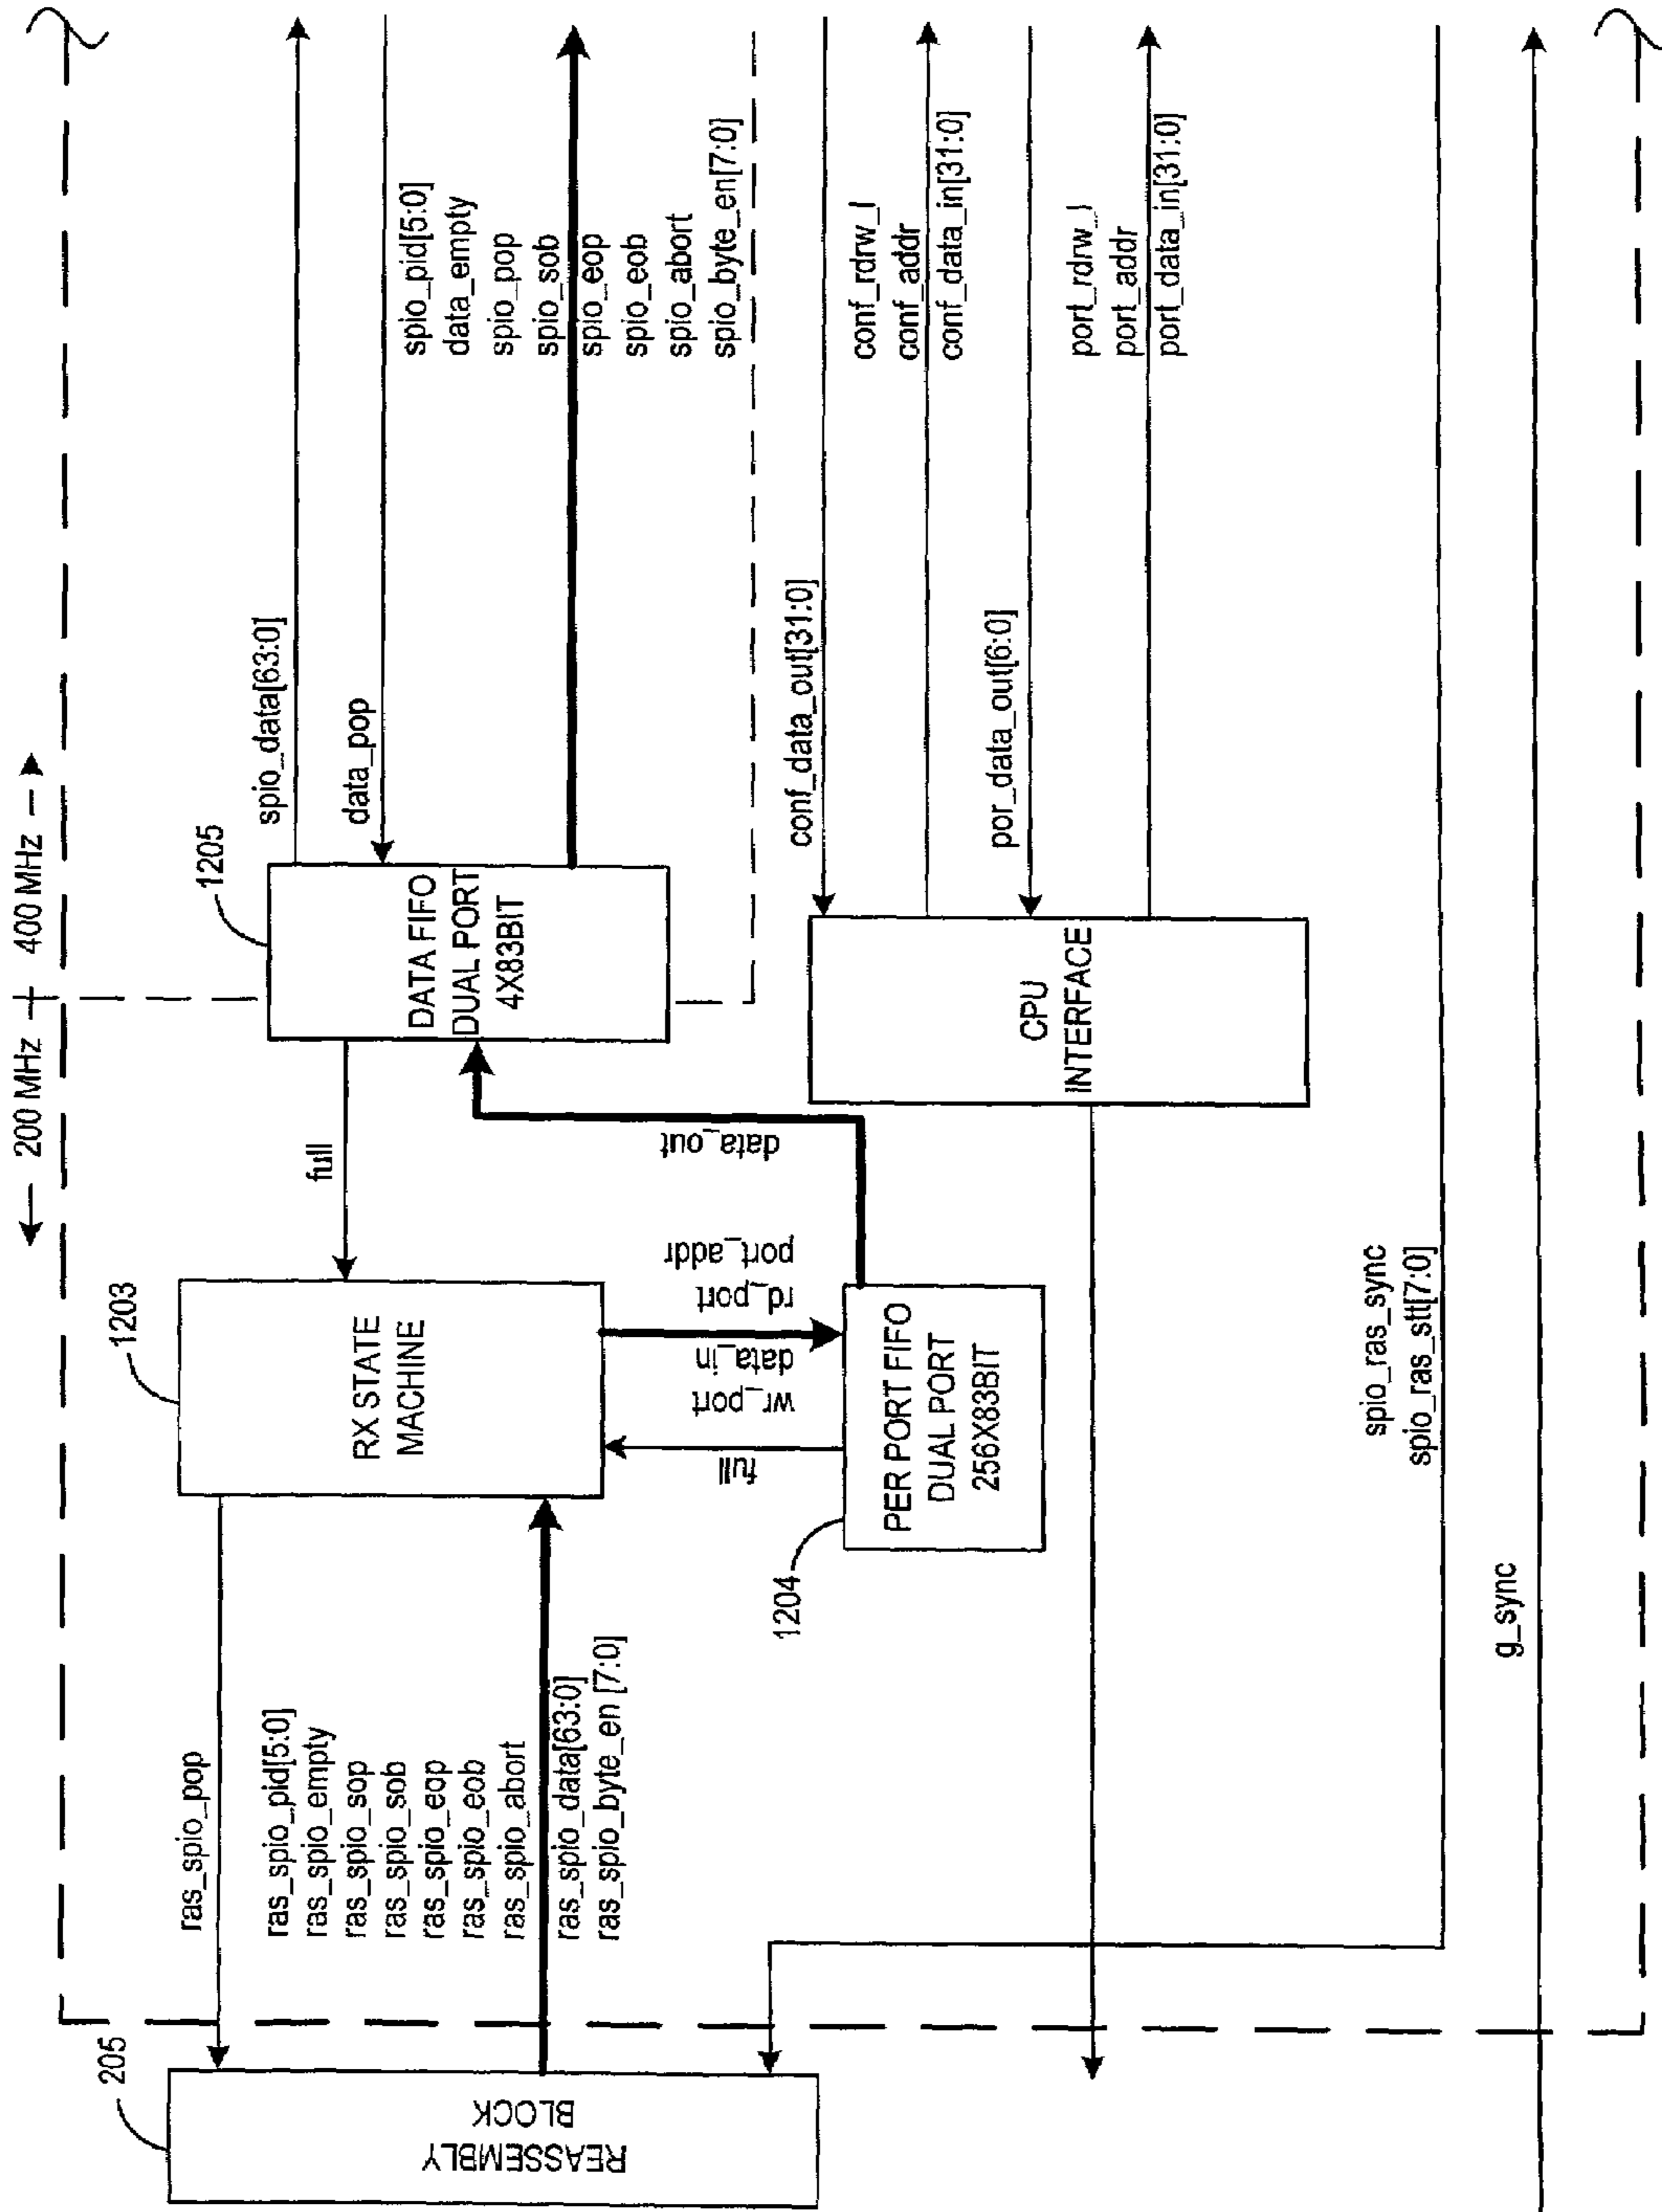 ← 200 MHz
400 MHz →
205
REASSEMBLY
BLOCK
ras_spio_pop
ras_spio_pid[5:0]
ras_spio_empty
ras_spio_sop
ras_spio_sob
ras_spio_eop
ras_spio_eob
ras_spio_abort
ras_spio_data[63:0]
ras_spio_byte_en [7:0]
1203
RX STATE
MACHINE
full
full
wr_port
data_in
rd_port
port_addr
1204
PER PORT FIFO
DUAL PORT
256X83BIT
data_out
1205
DATA FIFO
DUAL PORT
4X83BIT
spio_data[63:0]
data_pop
spio_pid[5:0]
data_empty
spio_pop
spio_sob
spio_eop
spio_eob
spio_abort
spio_byte_en[7:0]
CPU
INTERFACE
conf_data_out[31:0]
conf_rdrw_l
conf_addr
conf_data_in[31:0]
por_data_out[6:0]
port_rdrw_l
port_addr
port_data_in[31:0]
spio_ras_sync
spio_ras_stt[7:0]
g_sync